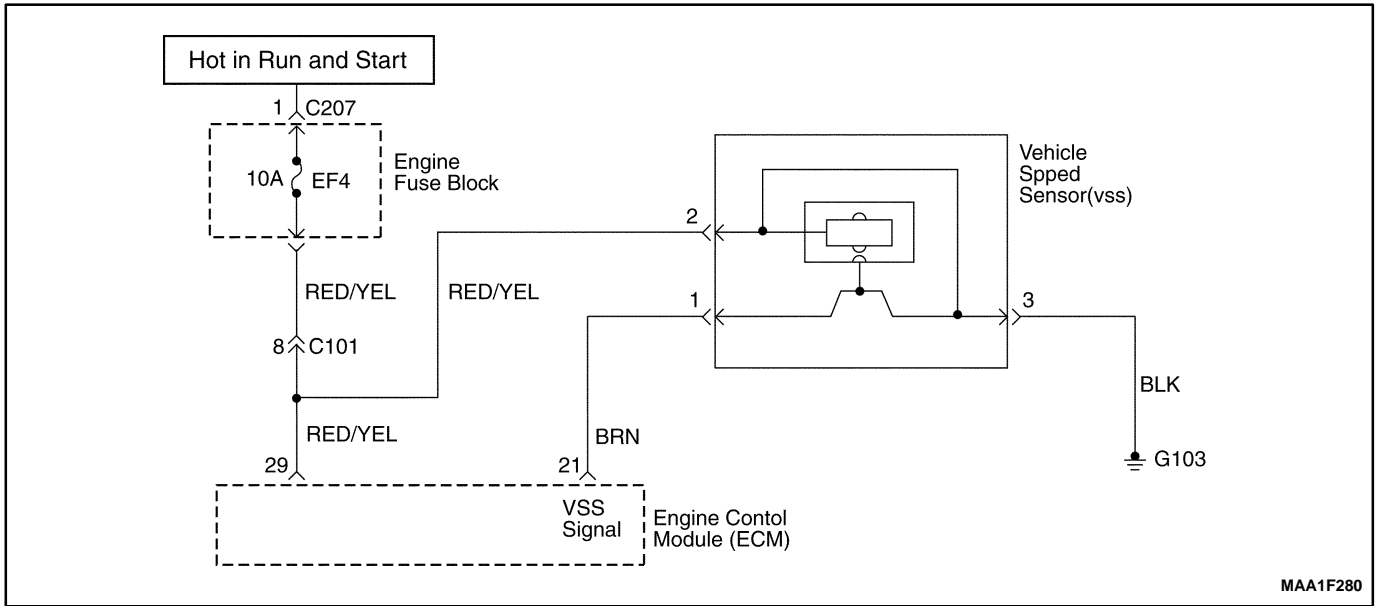 Hot in Run and Start
1 C207
10A EF4
Engine
Fuse Block
RED/YEL
RED/YEL
8 C101
RED/YEL
29
21
BRN
VSS
Signal
Engine Contol
Module (ECM)
2
1
3
Vehicle
Spped
Sensor(vss)
BLK
G103
MAA1F280